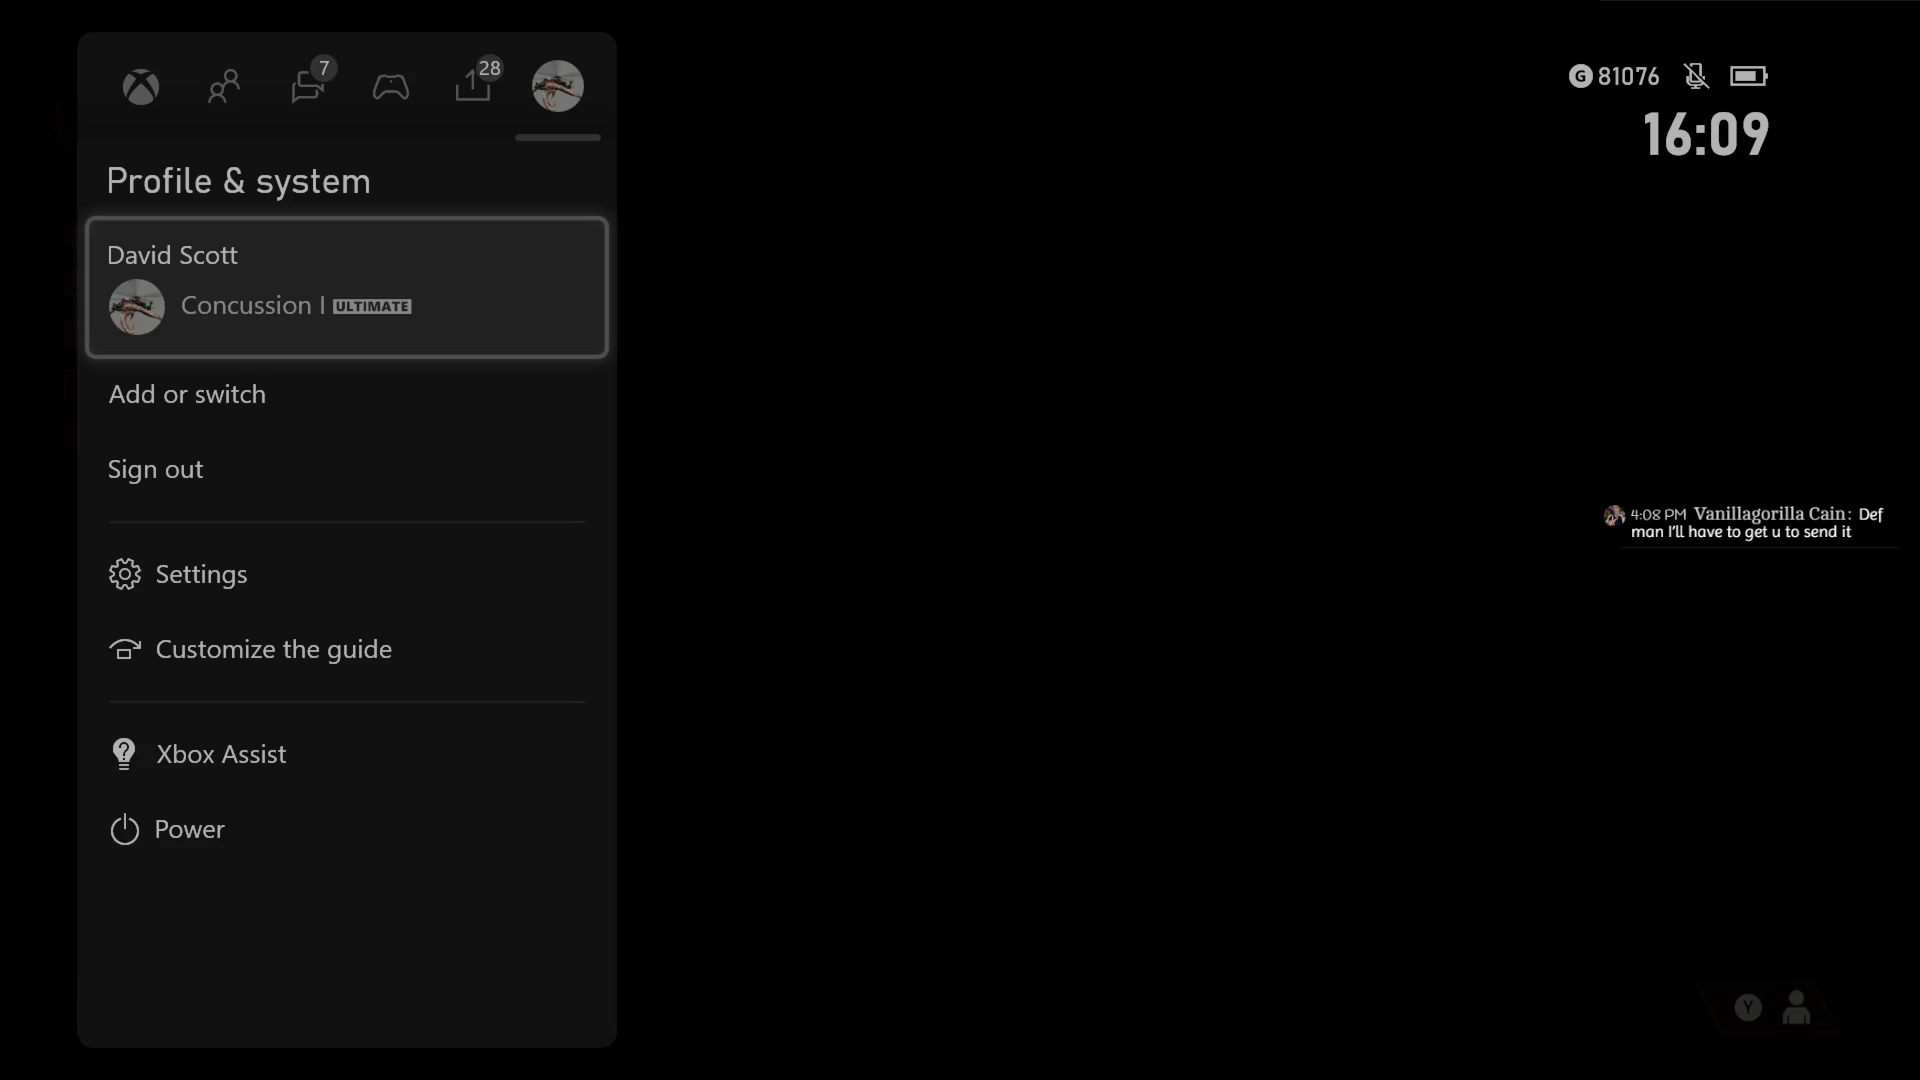 7
28
G 81076
16:09
Profile & system
David Scott
Concussion I ULTIMATE
Add or switch
Sign out
4:08 PM Vanillagorilla Cain: Def
man I'll have to get u to send it
Settings
Customize the guide
Xbox Assist
Power
Y